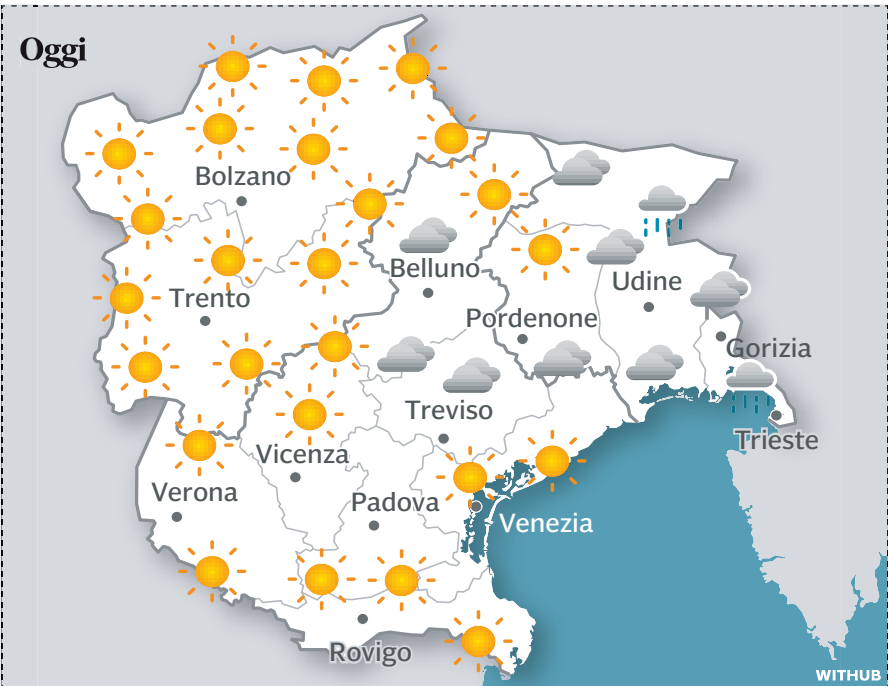 Oggi
Bolzano
Belluno
Trento
Udine
Pordenone
Gorizia
Treviso
Trieste
Vicenza
Verona
Padova
Venezia
Rovigo
WITHUB